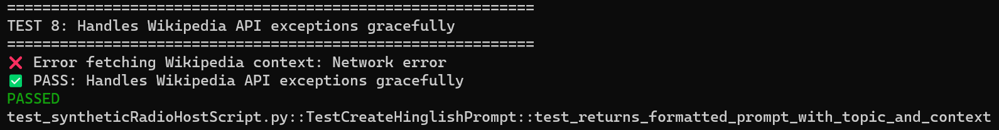 ============================================================
TEST 8: Handles Wikipedia API exceptions gracefully
============================================================
❌ Error fetching Wikipedia context: Network error
✅ PASS: Handles Wikipedia API exceptions gracefully
PASSED
test_syntheticRadioHostScript.py::TestCreateHinglishPrompt::test_returns_formatted_prompt_with_topic_and_context